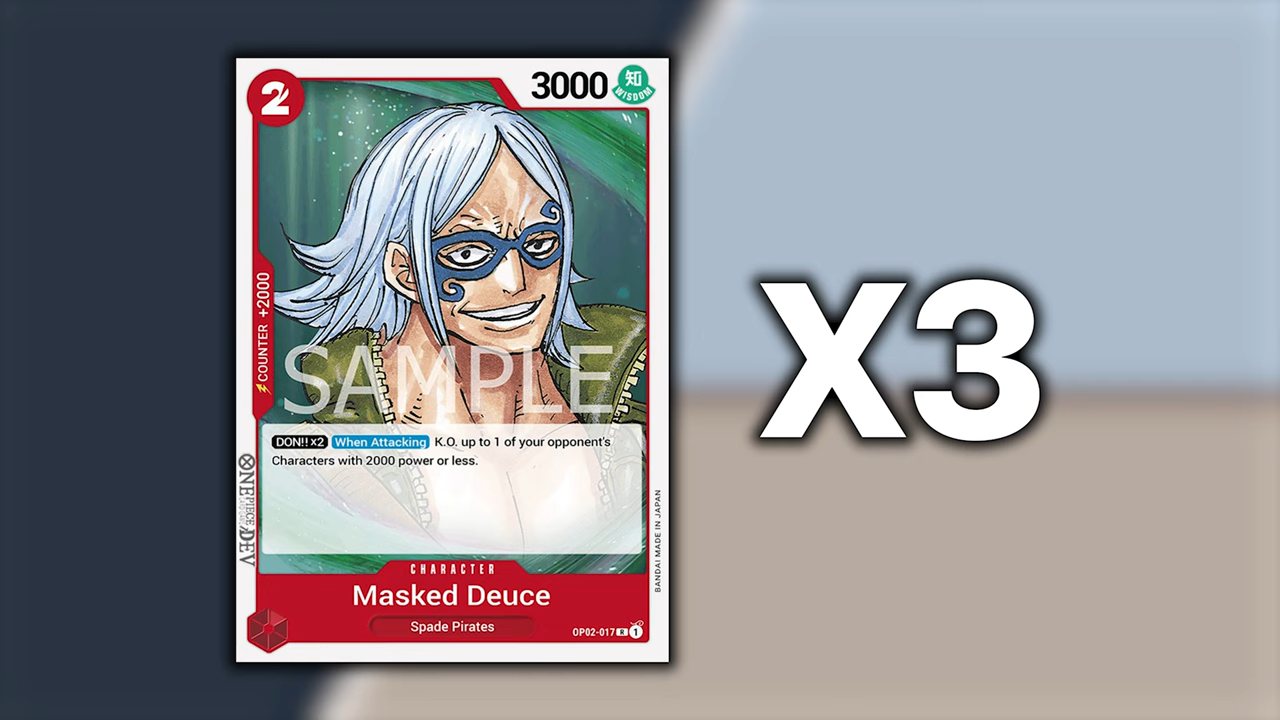 2
3000
知
WISDOM
COUNTER +2000
SAMPLE
DON!! x2 When Attacking K.O. up to 1 of your opponent's
Characters with 2000 power or less.
ONE PIECE
DEV
BANDAI MADE IN JAPAN
CHARACTER
Masked Deuce
Spade Pirates
OP02-017 R 1
X3